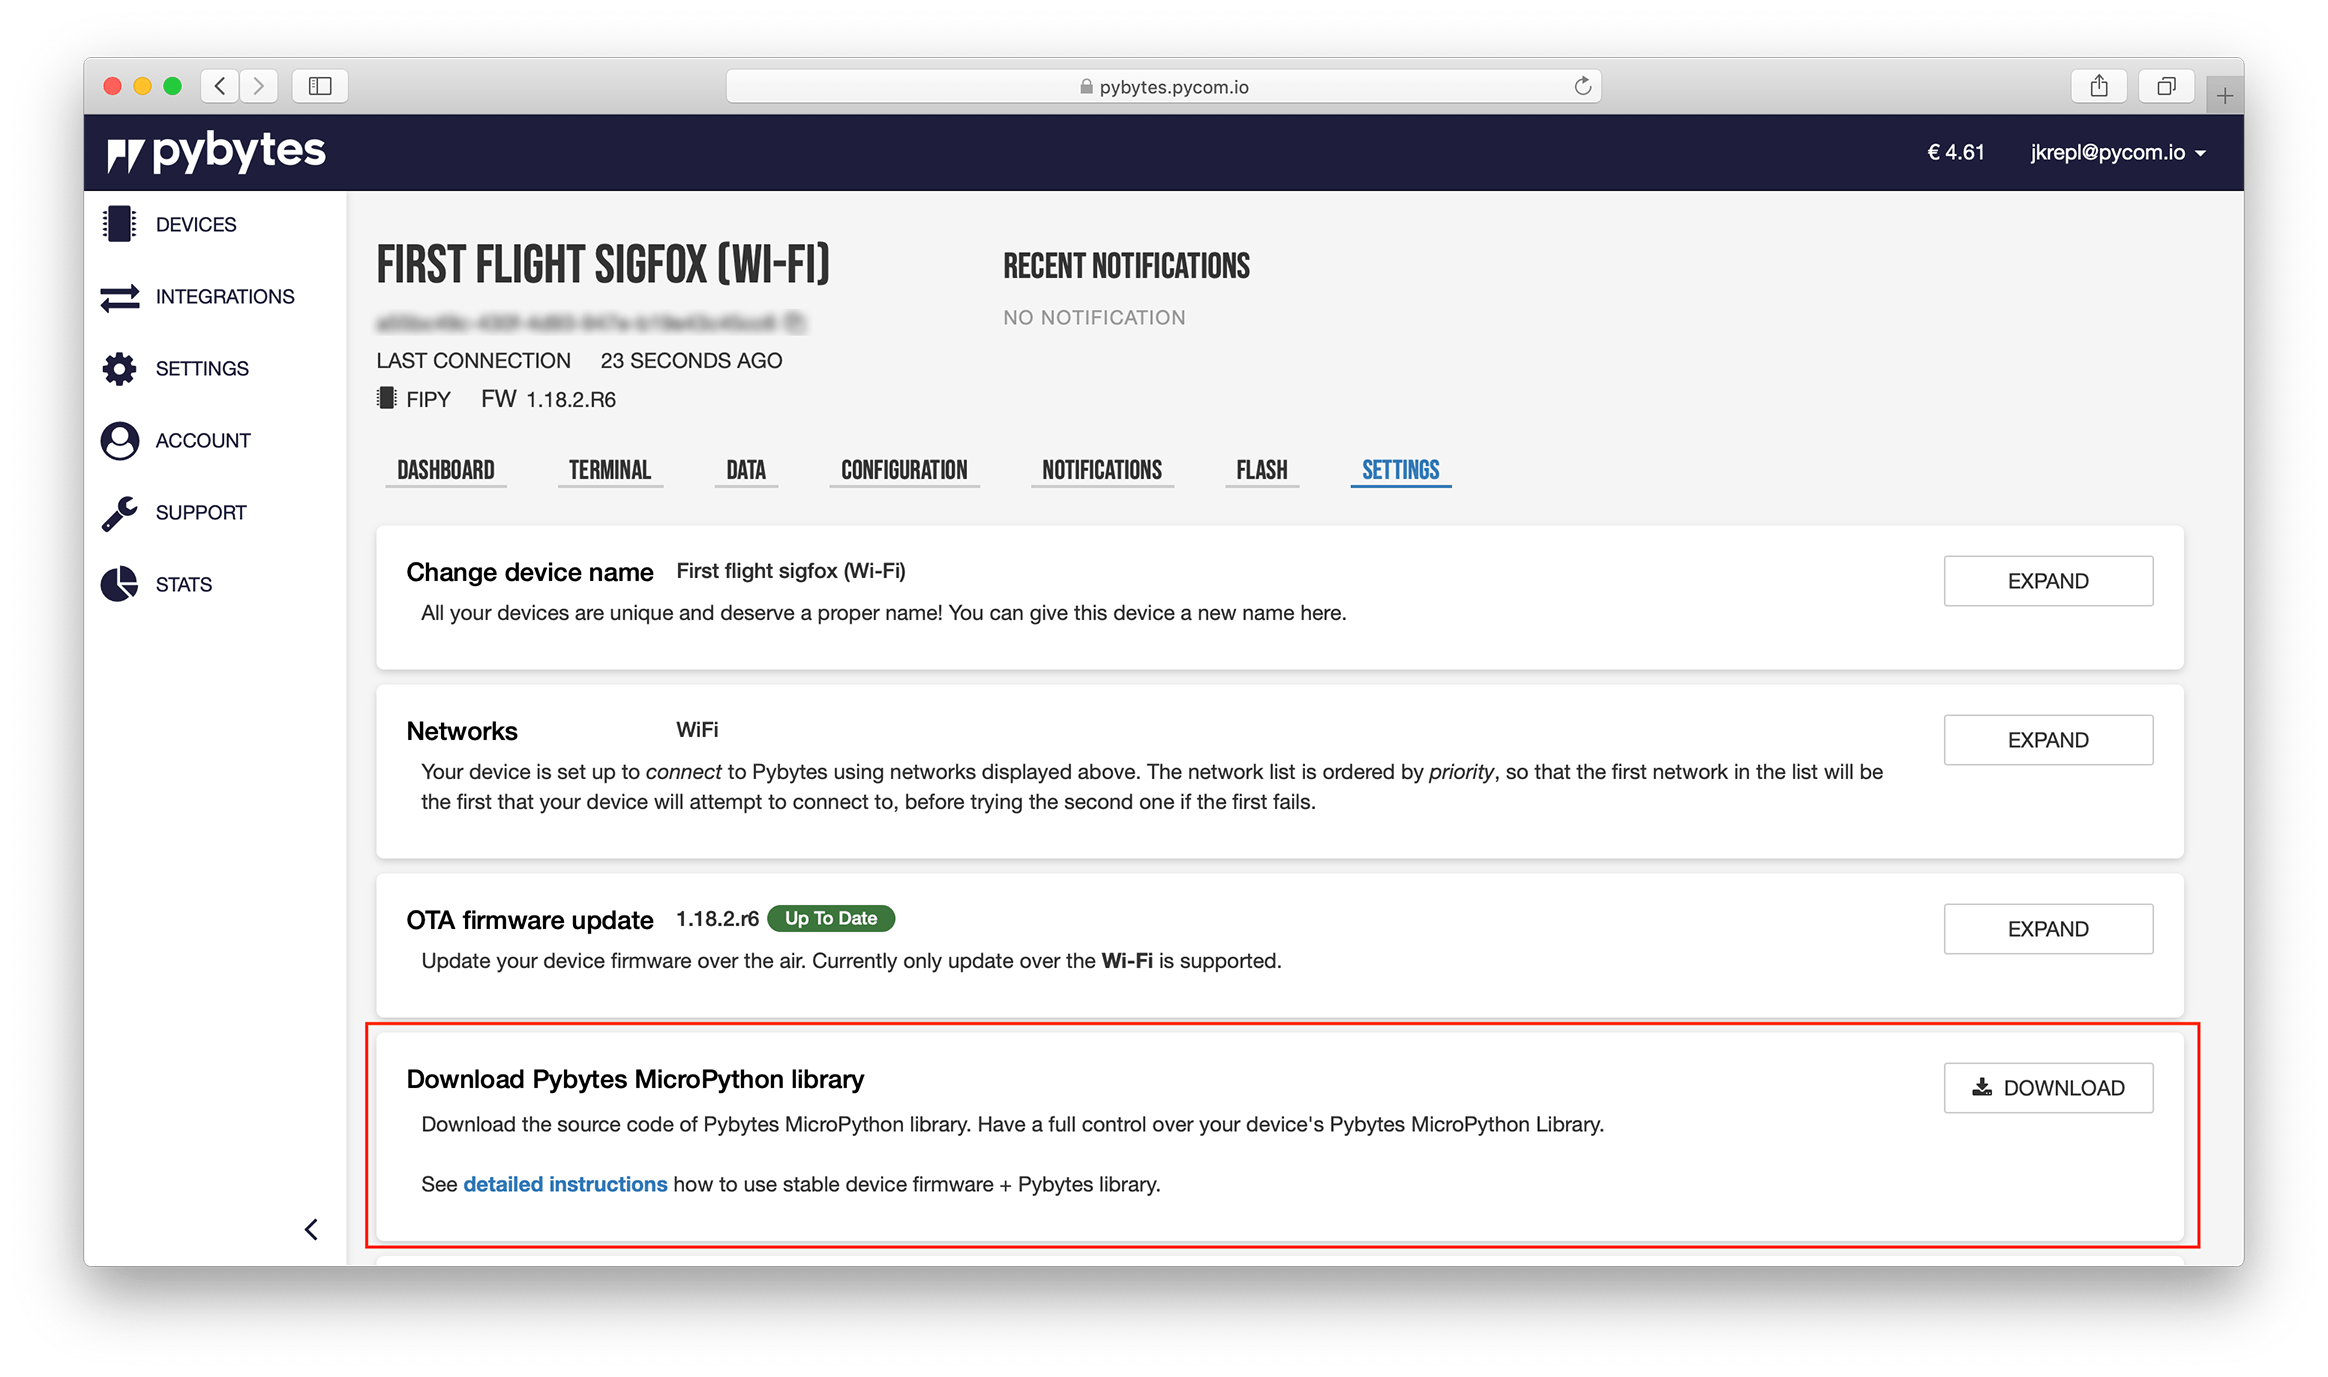 pybytes.pycom.io
pybytes
€ 4.61
jkrepl@pycom.io
DEVICES
INTEGRATIONS
SETTINGS
ACCOUNT
SUPPORT
STATS
FIRST FLIGHT SIGFOX (WI-FI)
LAST CONNECTION 23 SECONDS AGO
FIPY FW 1.18.2.R6
RECENT NOTIFICATIONS
NO NOTIFICATION
DASHBOARD TERMINAL DATA CONFIGURATION NOTIFICATIONS FLASH SETTINGS
Change device name First flight sigfox (Wi-Fi)
EXPAND
All your devices are unique and deserve a proper name! You can give this device a new name here.
Networks WiFi
EXPAND
Your device is set up to connect to Pybytes using networks displayed above. The network list is ordered by priority, so that the first network in the list will be
the first that your device will attempt to connect to, before trying the second one if the first fails.
OTA firmware update 1.18.2.r6 Up To Date
EXPAND
Update your device firmware over the air. Currently only update over the Wi-Fi is supported.
Download Pybytes MicroPython library
DOWNLOAD
Download the source code of Pybytes MicroPython library. Have a full control over your device's Pybytes MicroPython Library.
See detailed instructions how to use stable device firmware + Pybytes library.